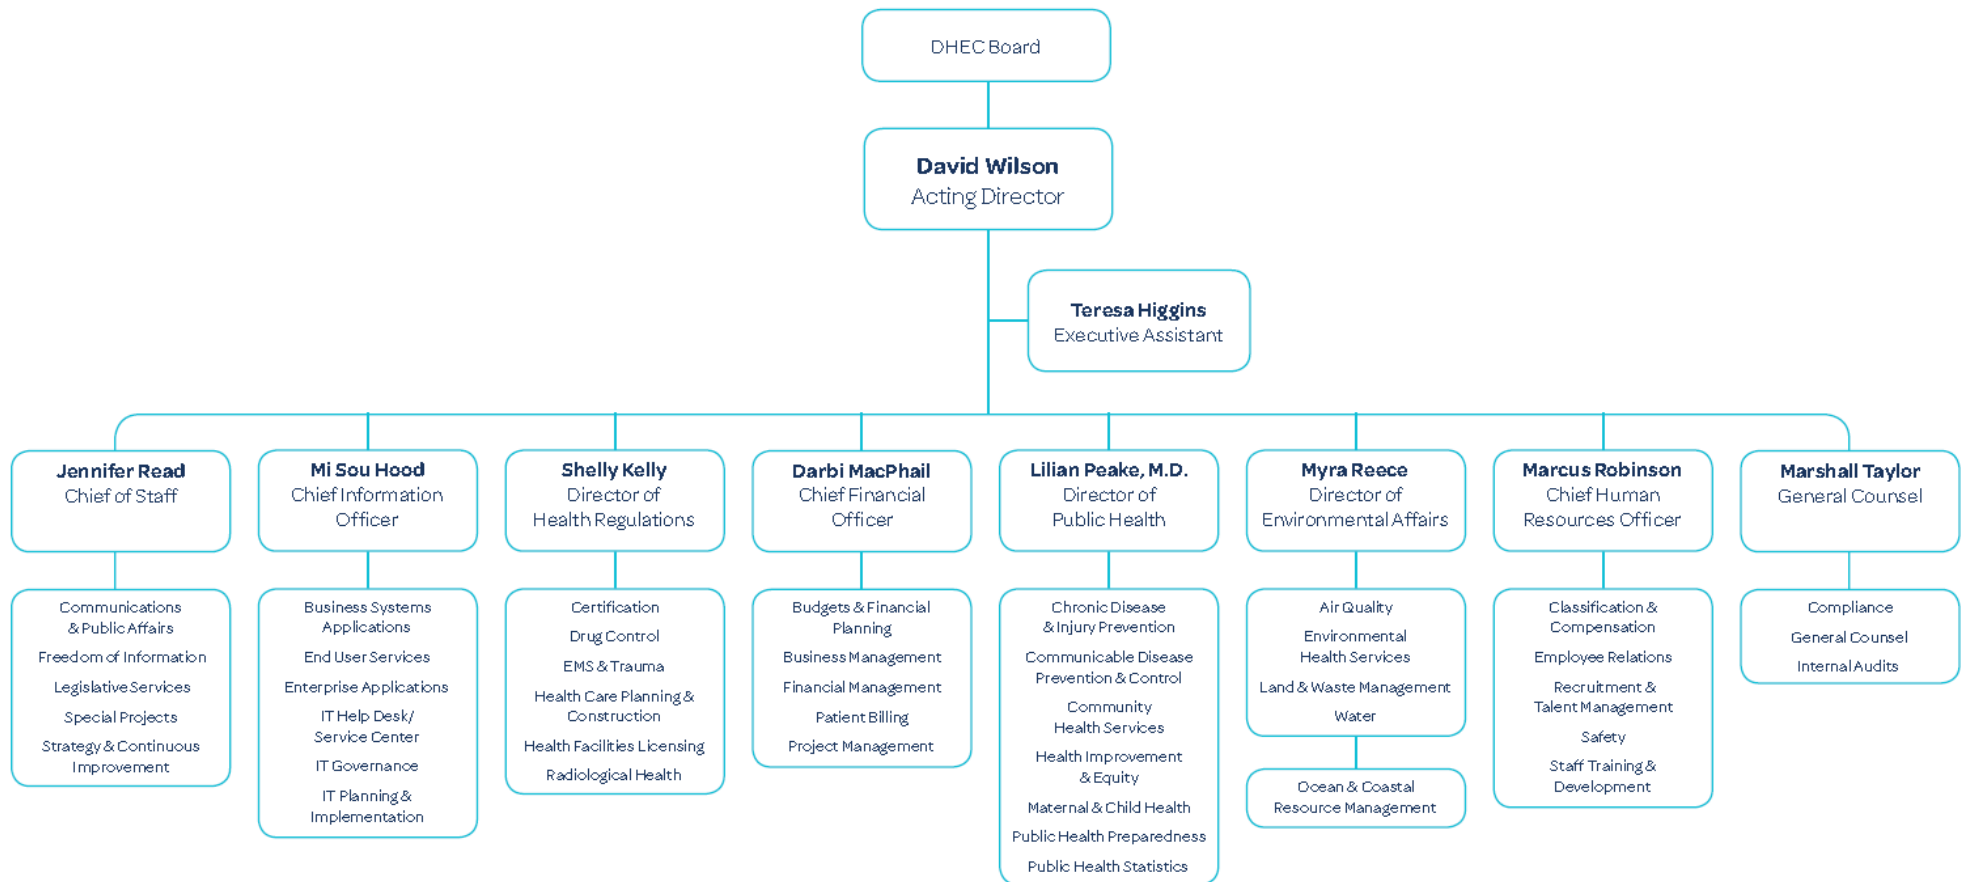 DHEC Board
David Wilson
Acting Director
Teresa Higgins
Executive Assistant
Jennifer Read
Chief of Staff
Communications
& Public Affairs
Freedom of Information
Legislative Services
Special Projects
Strategy & Continuous
Improvement
Mi Sou Hood
Chief Information
Officer
Business Systems
Applications
End User Services
Enterprise Applications
IT Help Desk/
Service Center
IT Governance
IT Planning &
Implementation
Shelly Kelly
Director of
Health Regulations
Certification
Drug Control
EMS & Trauma
Health Care Planning &
Construction
Health Facilities Licensing
Radiological Health
Darbi MacPhail
Chief Financial
Officer
Budgets & Financial
Planning
Business Management
Financial Management
Patient Billing
Project Management
Lilian Peake, M.D.
Director of
Public Health
Chronic Disease
& Injury Prevention
Communicable Disease
Prevention & Control
Community
Health Services
Health Improvement
& Equity
Maternal & Child Health
Public Health Preparedness
Public Health Statistics
Myra Reece
Director of
Environmental Affairs
Air Quality
Environmental
Health Services
Land & Waste Management
Water
Ocean & Coastal
Resource Management
Marcus Robinson
Chief Human
Resources Officer
Classification &
Compensation
Employee Relations
Recruitment &
Talent Management
Safety
Staff Training &
Development
Marshall Taylor
General Counsel
Compliance
General Counsel
Internal Audits